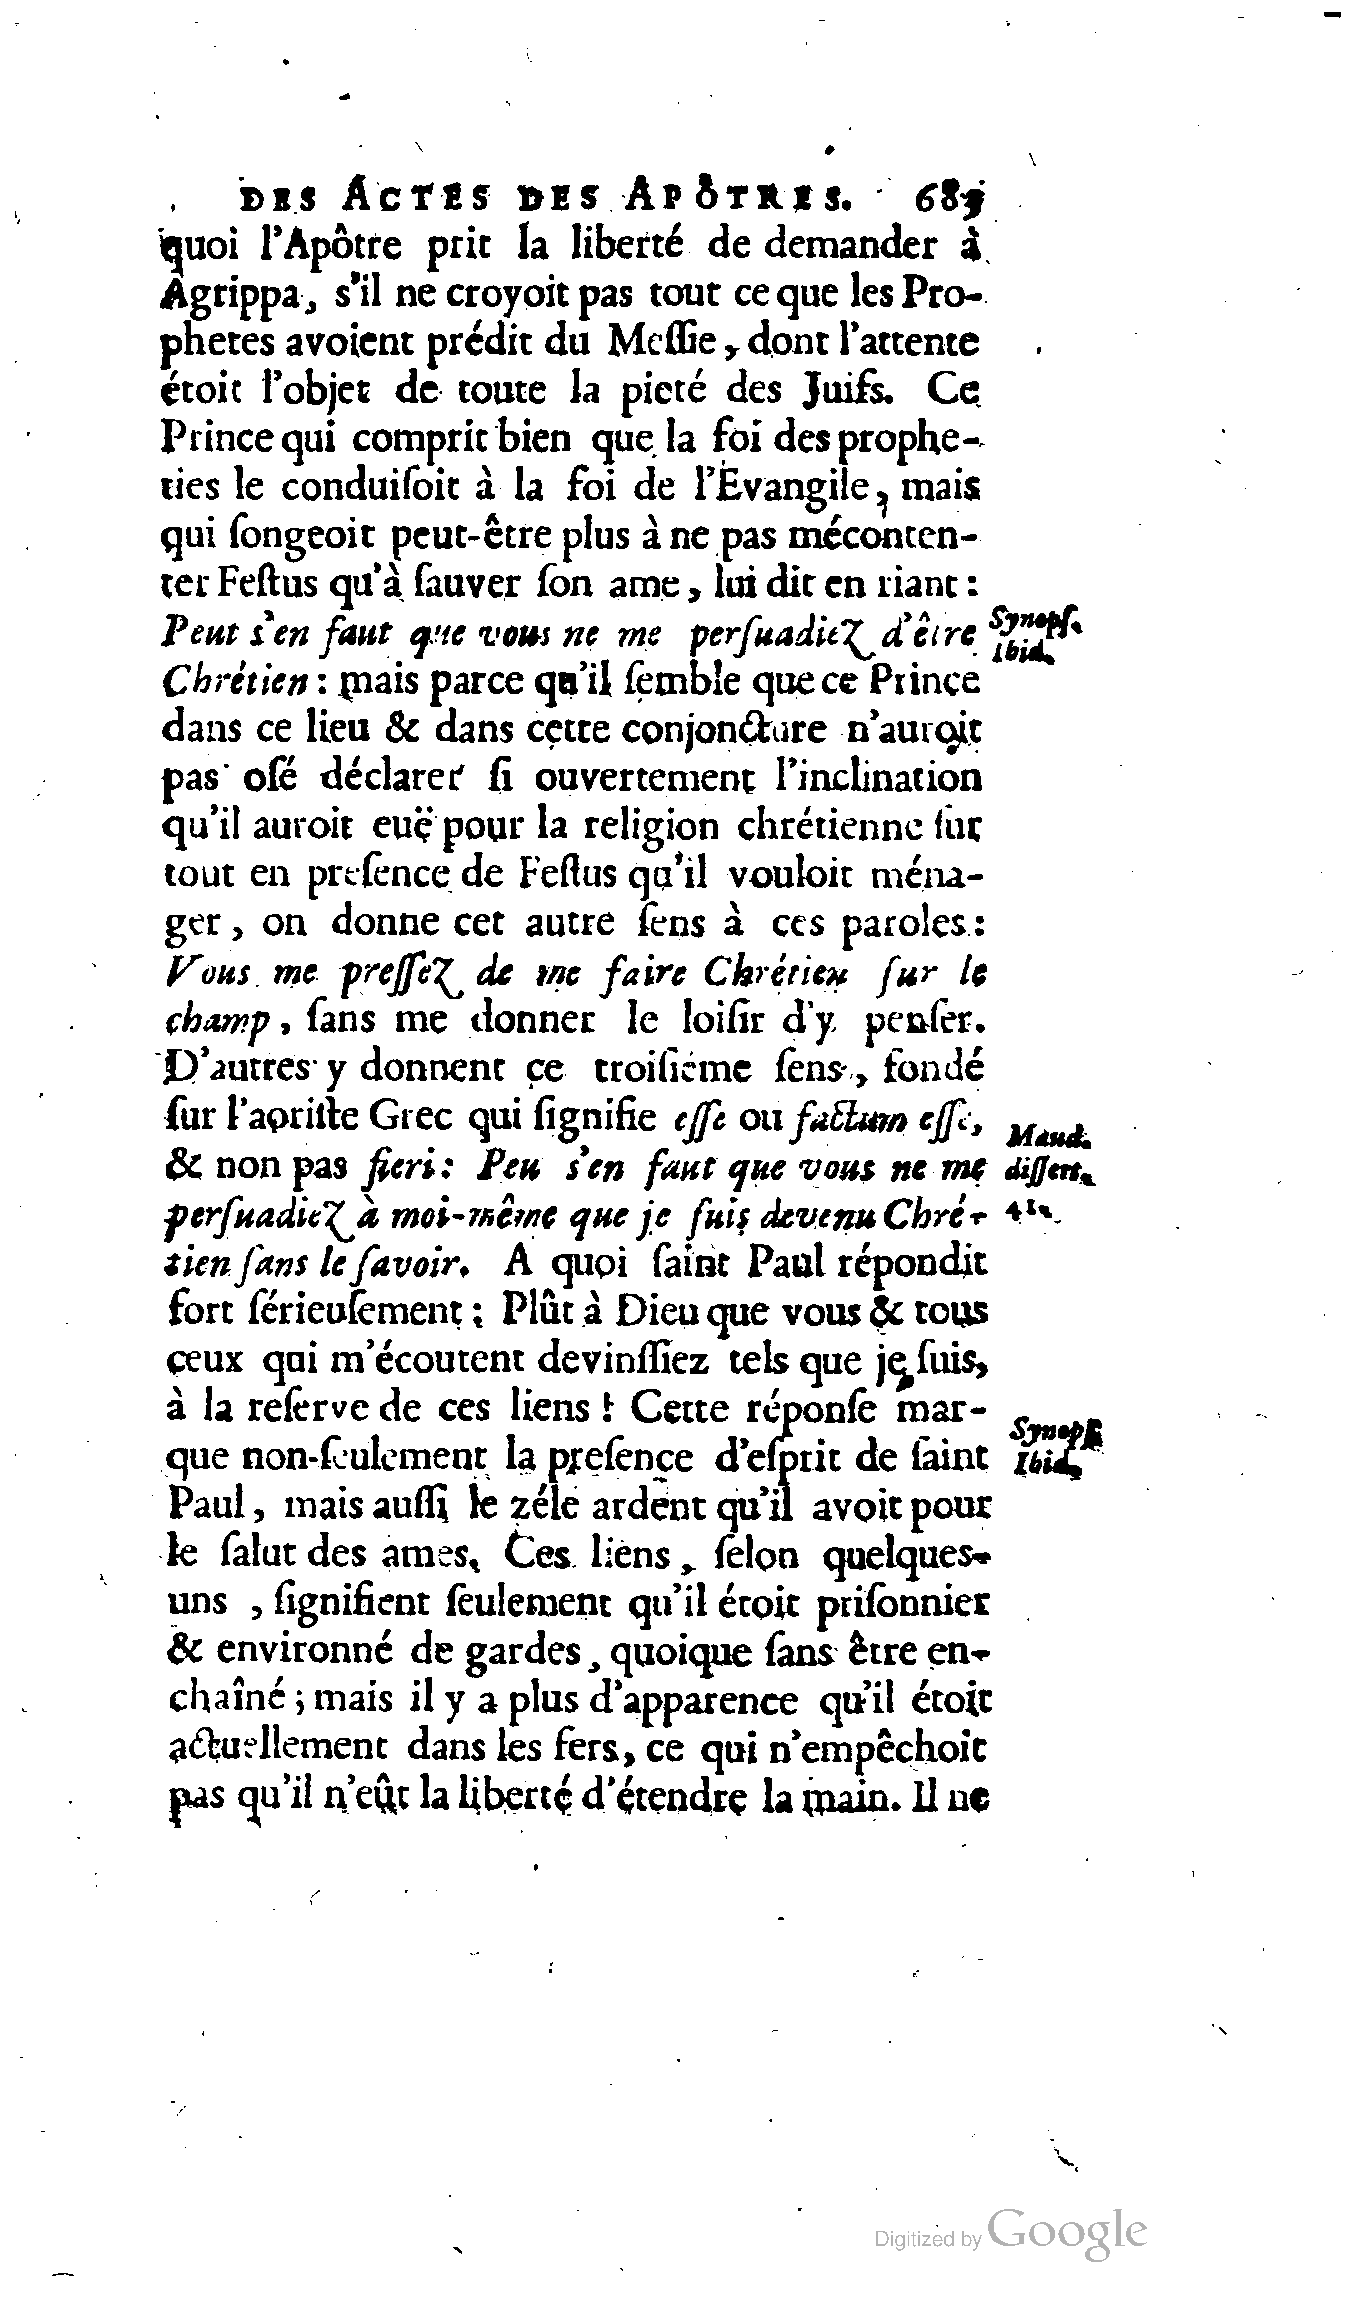 DES ACTES DES APÔTRES. 685
quoi l'Apôtre prit la liberté de demander à
Agrippa, s'il ne croyoit pas tout ce que les Pro-
phetes avoient prédit du Meſſie, dont l'attente
étoit l'objet de toute la pieté des Juifs. Ce
Prince qui comprit bien que la foi des prophe-
ties le conduiſoit à la foi de l'Evangile, mais
qui ſongeoit peut-être plus à ne pas méconten-
ter Feſtus qu'à ſauver ſon ame, lui dit en riant :
Peut s'en faut que vous ne me perſuadiez d'être
Synopſ.
Ibid.
Chrétien : mais parce qu'il ſemble que ce Prince
dans ce lieu & dans cette conjoncture n'auroit
pas oſé déclarer ſi ouvertement l'inclination
qu'il auroit euë pour la religion chrétienne ſur
tout en preſence de Feſtus qu'il vouloit ména-
ger, on donne cet autre ſens à ces paroles :
Vous me preſſez de me faire Chrétien ſur le
champ, ſans me donner le loiſir d'y penſer.
D'autres y donnent ce troiſiéme ſens, fondé
ſur l'aoriſte Grec qui ſignifie eſſe ou factum eſſe,
& non pas fieri : Peu s'en faut que vous ne me
perſuadiez à moi-même que je ſuis devenu Chré-
Maud.
diſſert.
41.
tien ſans le ſavoir. A quoi ſaint Paul répondit
fort ſérieuſement : Plût à Dieu que vous & tous
ceux qui m'écoutent devinſſiez tels que je ſuis,
à la reſerve de ces liens ! Cette réponſe mar-
que non-ſeulement la preſence d'eſprit de ſaint
Synopſ.
Ibid.
Paul, mais auſſi le zéle ardent qu'il avoit pour
le ſalut des ames. Ces liens, ſelon quelques-
uns, ſignifient ſeulement qu'il étoit priſonnier
& environné de gardes, quoique ſans être en-
chaîné ; mais il y a plus d'apparence qu'il étoit
actuellement dans les fers, ce qui n'empêchoit
pas qu'il n'eût la liberté d'étendre la main. Il ne
Digitized by Google